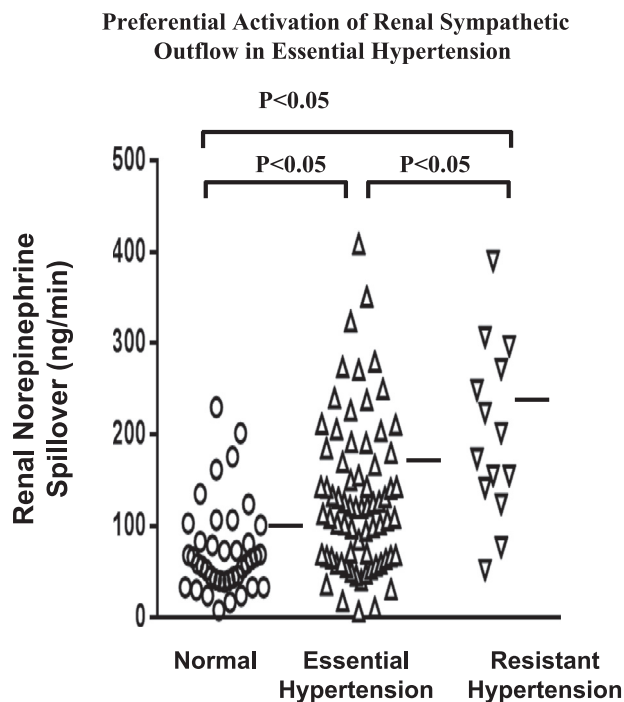 Preferential Activation of Renal Sympathetic
Outflow in Essential Hypertension
P<0.05
P<0.05
P<0.05
500
400
300
200
100
0
Renal Norepinephrine
Spillover (ng/min)
Normal
Essential
Hypertension
Resistant
Hypertension